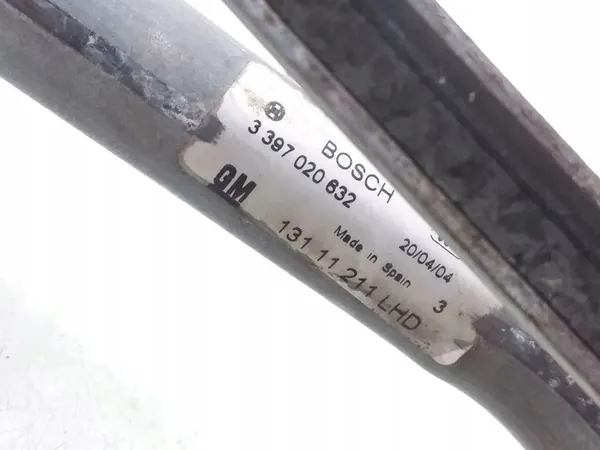 BOSCH
3 397 020 632
20/04/04
GM
Made in Spain 3
131 11 211 LHD